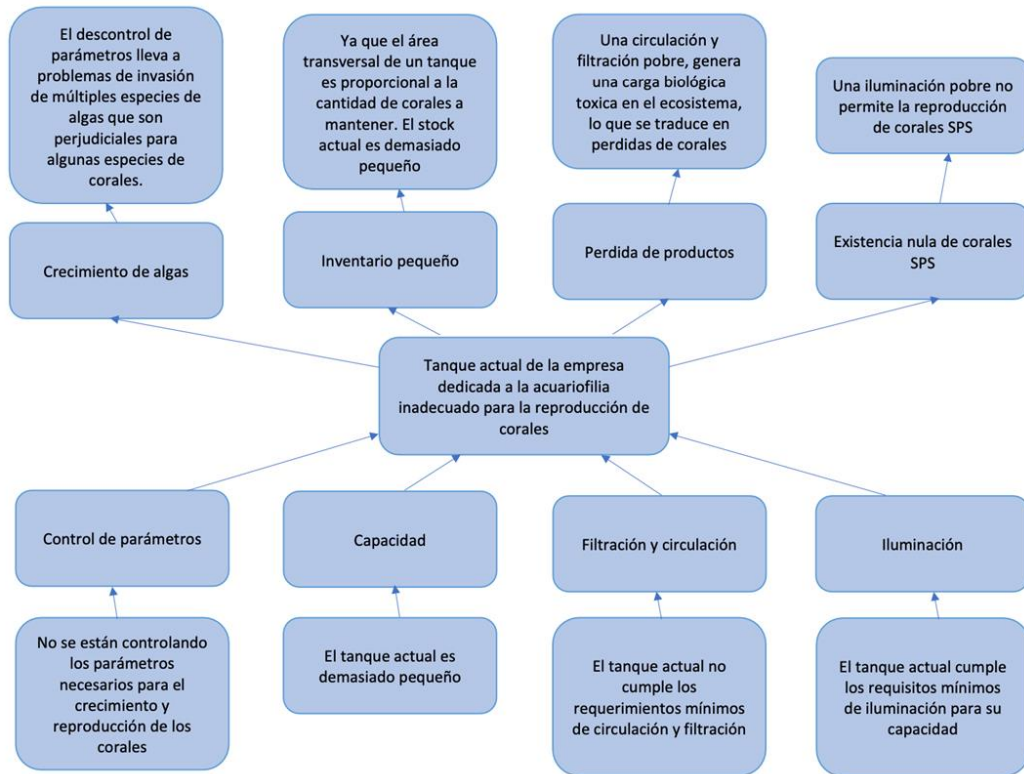 El descontrol de
parámetros lleva a
problemas de invasión
de múltiples especies de
algas que son
perjudiciales para
algunas especies de
corales.
Ya que el área
transversal de un tanque
es proporcional a la
cantidad de corales a
mantener. El stock
actual es demasiado
pequeño
Una circulación y
filtración pobre, genera
una carga biológica
toxica en el ecosistema,
lo que se traduce en
perdidas de corales
Una iluminación pobre no
permite la reproducción
de corales SPS
Crecimiento de algas
Inventario pequeño
Perdida de productos
Existencia nula de corales
SPS
Tanque actual de la empresa
dedicada a la acuariofilia
inadecuado para la reproducción de
corales
Control de parámetros
Capacidad
Filtración y circulación
Iluminación
No se están controlando
los parámetros
necesarios para el
crecimiento y
reproducción de los
corales
El tanque actual es
demasiado pequeño
El tanque actual no
cumple los
requerimientos mínimos
de circulación y filtración
El tanque actual cumple
los requisitos mínimos
de iluminación para su
capacidad